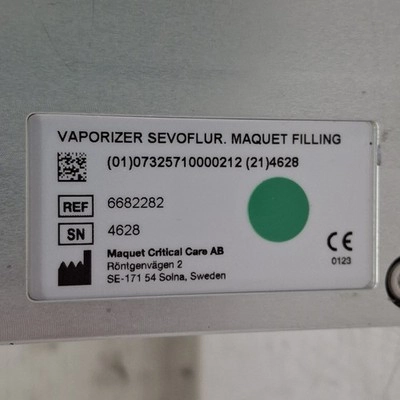 VAPORIZER SEVOFLUR. MAQUET FILLING
(01)07325710000212 (21)4628
REF 6682282
SN 4628
Maquet Critical Care AB
Röntgenvägen 2
SE-171 54 Solna, Sweden
CE
0123